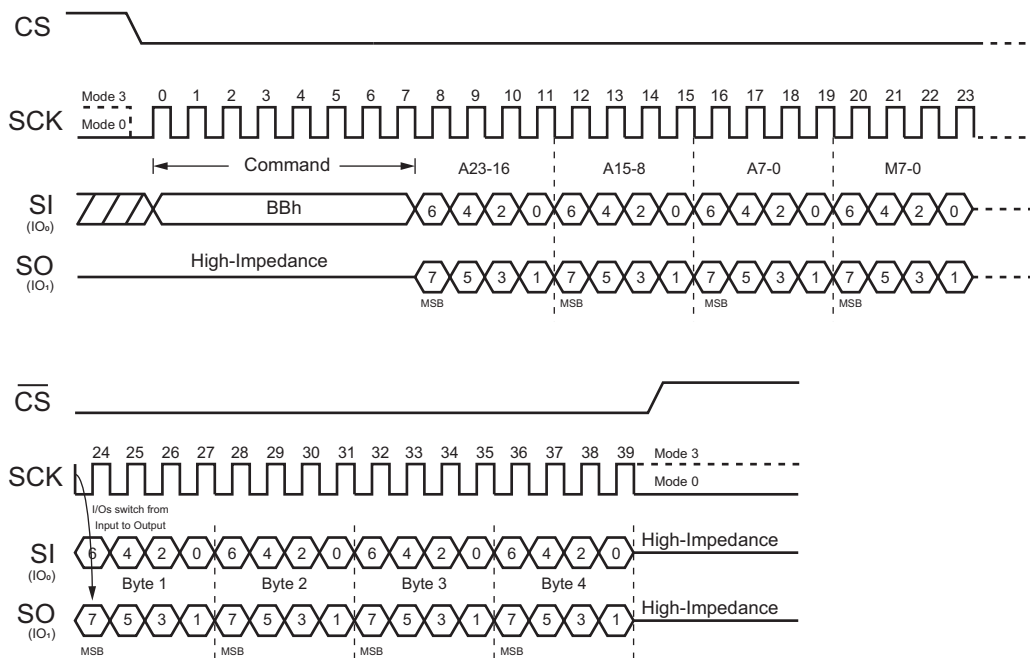 CS
Mode 3
0 1 2 3 4 5 6 7 8 9 10 11 12 13 14 15 16 17 18 19 20 21 22 23
SCK
Mode 0
Command A23-16 A15-8 A7-0 M7-0
SI BBh 6 4 2 0 6 4 2 0 6 4 2 0 6 4 2 0
(IO₀)
High-Impedance
SO 7 5 3 1 7 5 3 1 7 5 3 1 7 5 3 1
(IO₁)
MSB MSB MSB MSB
CS
24 25 26 27 28 29 30 31 32 33 34 35 36 37 38 39 Mode 3
SCK
Mode 0
I/Os switch from
Input to Output
SI 6 4 2 0 6 4 2 0 6 4 2 0 6 4 2 0 High-Impedance
(IO₀)
Byte 1 Byte 2 Byte 3 Byte 4
SO 7 5 3 1 7 5 3 1 7 5 3 1 7 5 3 1 High-Impedance
(IO₁)
MSB MSB MSB MSB